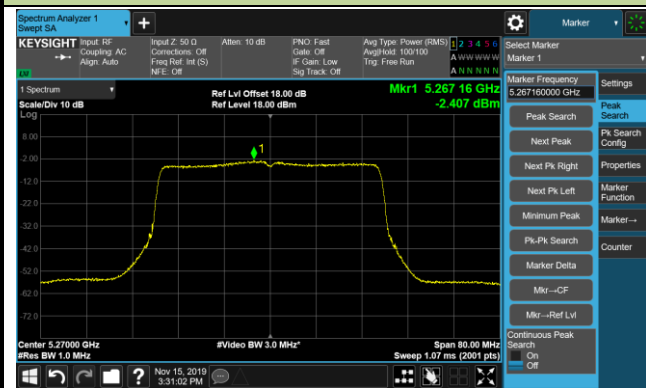 Spectrum Analyzer 1
Swept SA
+
Marker
KEYSIGHT
Input: RF
Coupling: AC
Align: Auto
Input Z: 50 Ω
Corrections: Off
Freq Ref: Int (S)
NFE: Off
Atten: 10 dB
PNO: Fast
Gate: Off
IF Gain: Low
Sig Track: Off
Avg Type: Power (RMS)
Avg|Hold: 100/100
Trig: Free Run
1 2 3 4 5 6
A W W W W W
A N N N N N
Select Marker
Marker 1
Marker Frequency
5.267160000 GHz
Settings
Peak Search
Peak
Search
Next Peak
Pk Search
Config
Next Pk Right
Properties
Next Pk Left
Marker
Function
Minimum Peak
Marker→
Pk-Pk Search
Counter
Marker Delta
Mkr→CF
Mkr→Ref Lvl
Continuous Peak
Search
On
Off
1 Spectrum
Scale/Div 10 dB
Log
Ref Lvl Offset 18.00 dB
Ref Level 18.00 dBm
Mkr1 5.267 16 GHz
-2.407 dBm
8.00
-2.00
1
-12.0
-22.0
-32.0
-42.0
-52.0
-62.0
-72.0
Center 5.27000 GHz
#Res BW 1.0 MHz
#Video BW 3.0 MHz*
Span 80.00 MHz
Sweep 1.07 ms (2001 pts)
?
Nov 15, 2019
3:31:02 PM